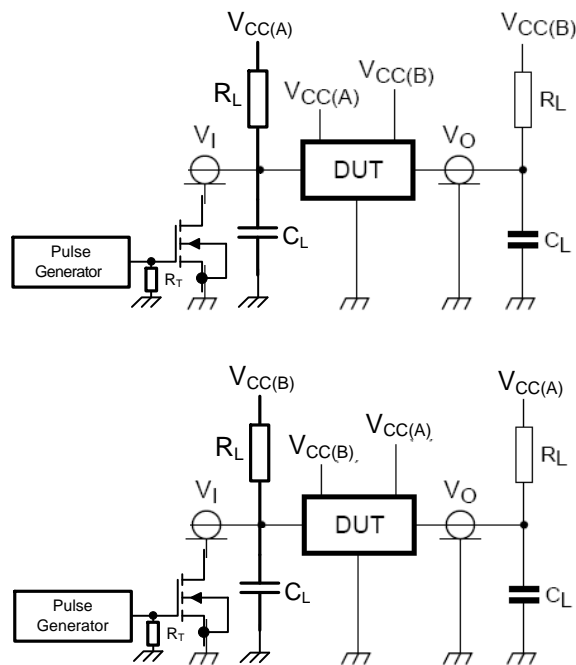 VCC(A)
VCC(B)
RL
VCC(B)
VCC(A)
RL
VI
VO
DUT
Pulse
Generator
RT
CL
CL
VCC(B)
VCC(A)
RL
VCC(A),
VCC(B),
RL
VI
VO
DUT
Pulse
Generator
RT
CL
CL